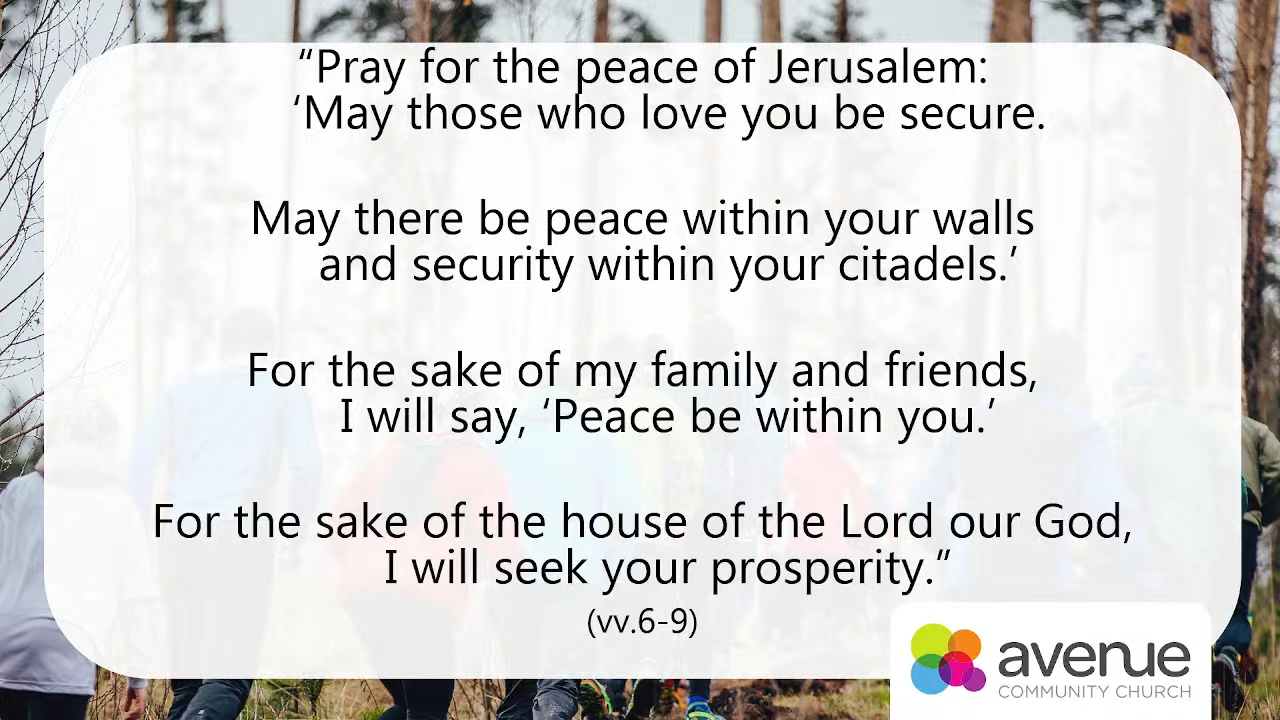 “Pray for the peace of Jerusalem:
‘May those who love you be secure.
May there be peace within your walls
and security within your citadels.’
For the sake of my family and friends,
I will say, ‘Peace be within you.’
For the sake of the house of the Lord our God,
I will seek your prosperity.”
(vv.6-9)
avenue
COMMUNITY CHURCH